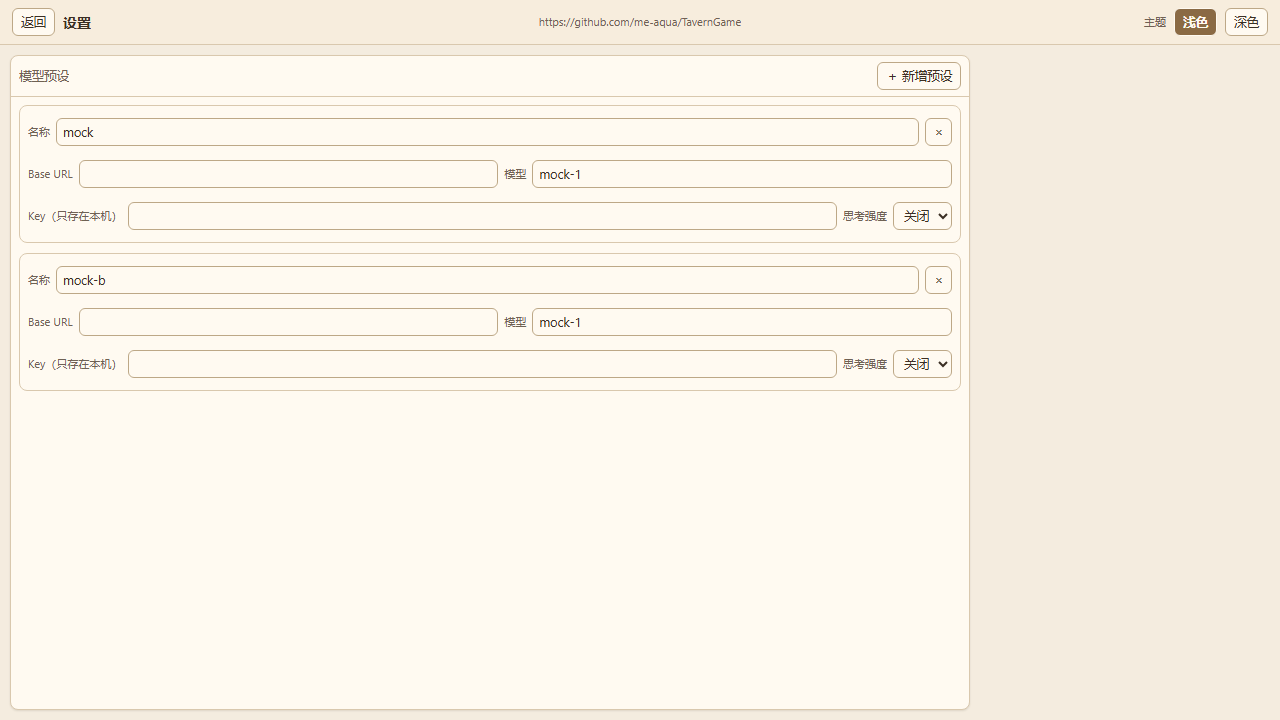 返回 设置 https://github.com/me-aqua/TavernGame 主题 浅色 深色
模型预设 + 新增预设
名称 mock ×
Base URL 模型 mock-1
Key（只存在本机） 思考强度 关闭
名称 mock-b ×
Base URL 模型 mock-1
Key（只存在本机） 思考强度 关闭